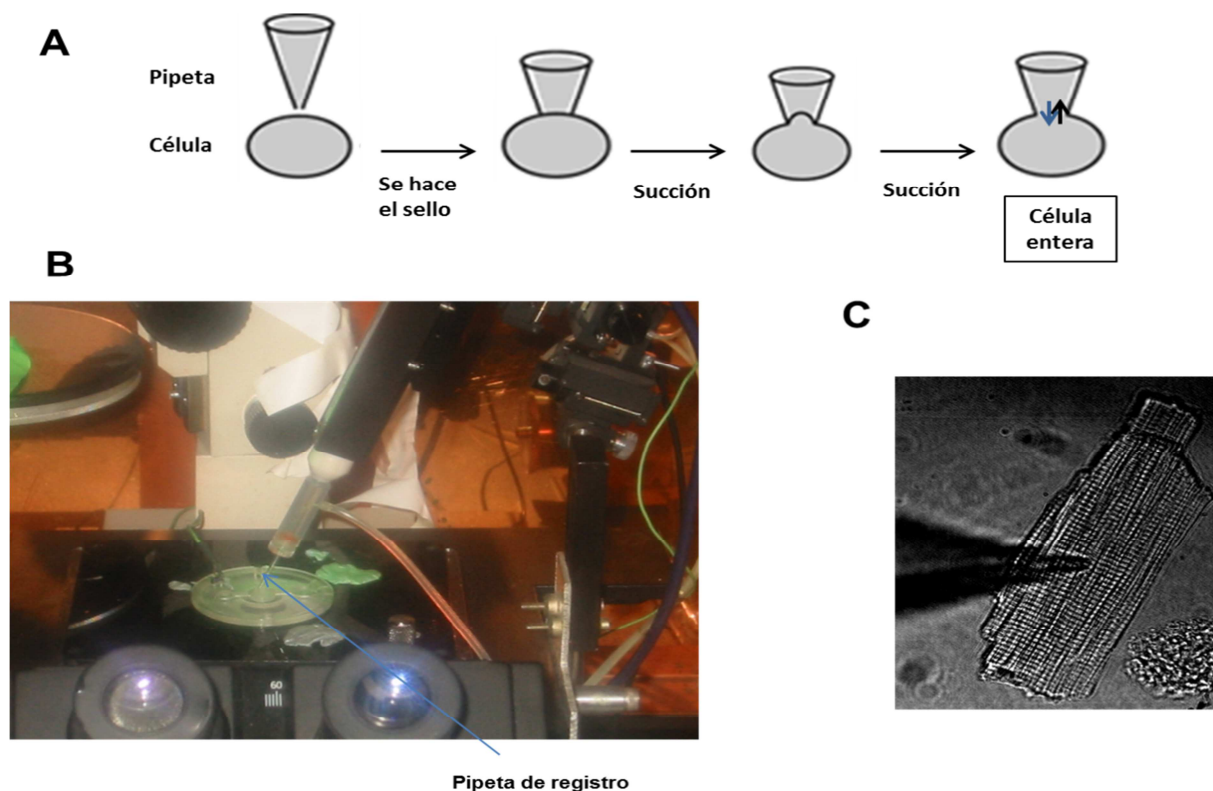 A
Pipeta
Célula
Se hace
el sello
Succión
Succión
Célula
entera
B
60
C
Pipeta de registro